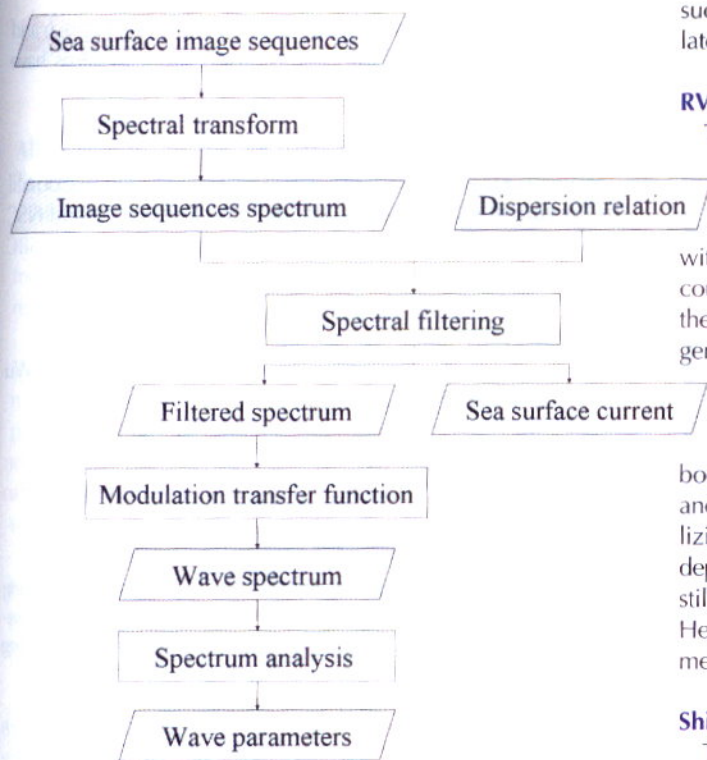 Sea surface image sequences
Spectral transform
Image sequences spectrum
Dispersion relation
Spectral filtering
Filtered spectrum
Sea surface current
Modulation transfer function
Wave spectrum
Spectrum analysis
Wave parameters
RV